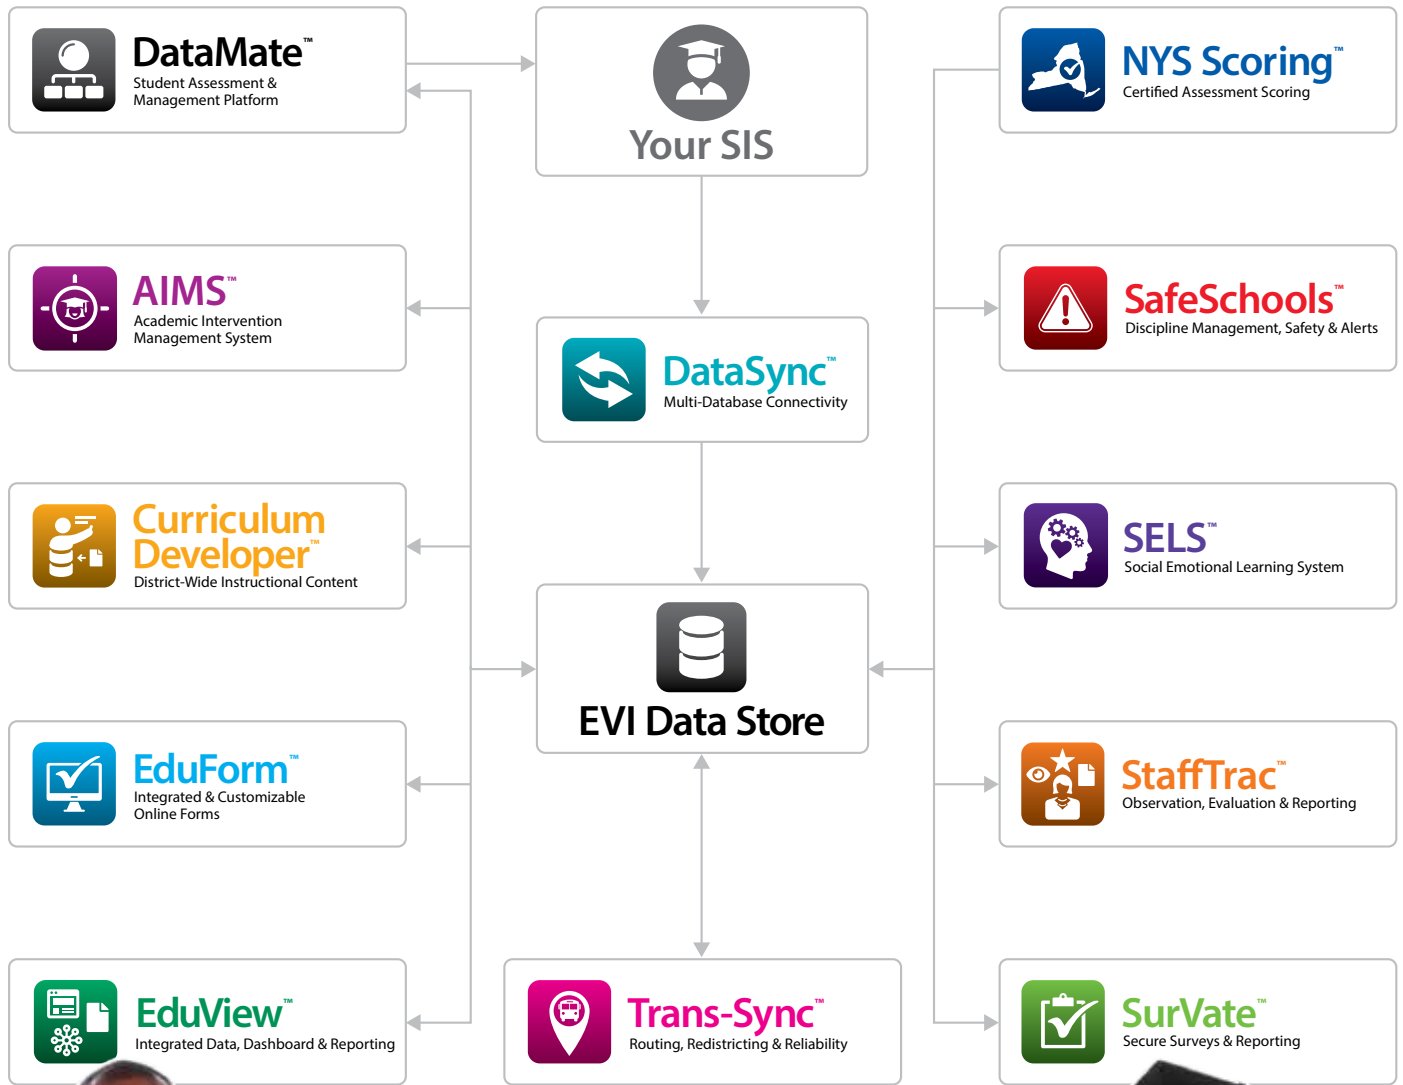 DataMate™
Student Assessment &
Management Platform
Your SIS
NYS Scoring™
Certified Assessment Scoring
AIMS™
Academic Intervention
Management System
DataSync™
Multi-Database Connectivity
SafeSchools™
Discipline Management, Safety & Alerts
Curriculum
Developer™
District-Wide Instructional Content
SELS™
Social Emotional Learning System
EVI Data Store
EduForm™
Integrated & Customizable
Online Forms
StaffTrac™
Observation, Evaluation & Reporting
EduView™
Integrated Data, Dashboard & Reporting
Trans-Sync™
Routing, Redistricting & Reliability
SurVate™
Secure Surveys & Reporting